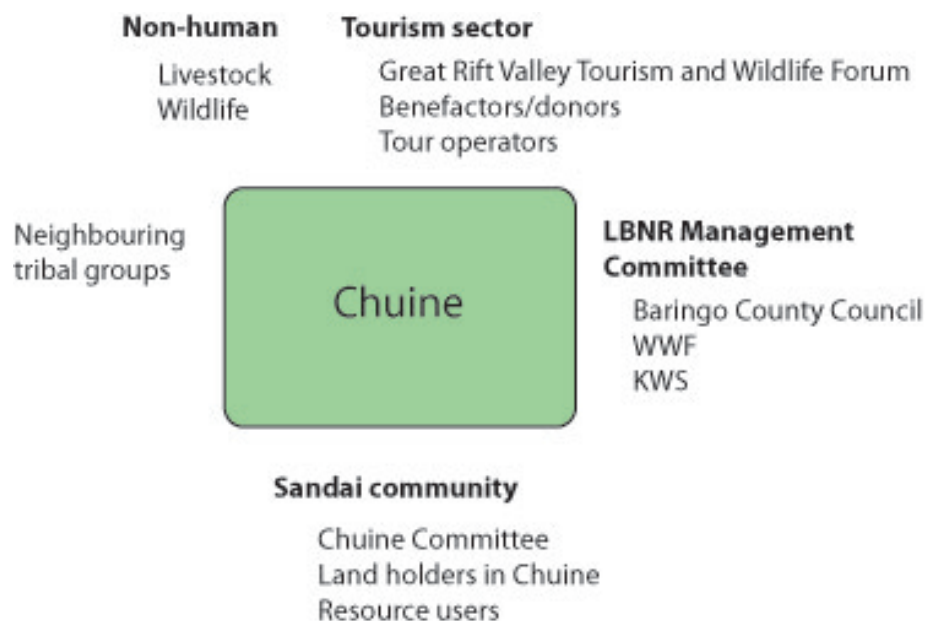 Non-human
Livestock
Wildlife
Tourism sector
Great Rift Valley Tourism and Wildlife Forum
Benefactors/donors
Tour operators
Neighbouring
tribal groups
Chuine
LBNR Management
Committee
Baringo County Council
WWF
KWS
Sandai community
Chuine Committee
Land holders in Chuine
Resource users